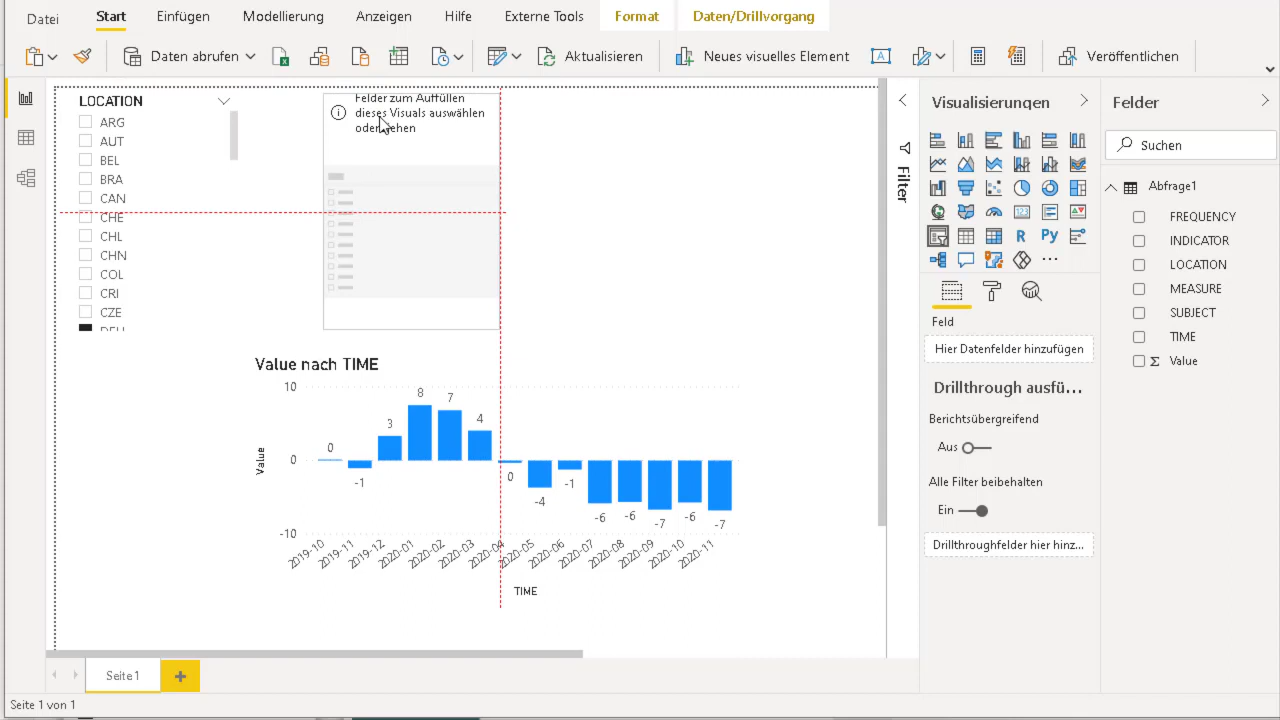 Datei
Start
Einfügen
Modellierung
Anzeigen
Hilfe
Externe Tools
Format
Daten/Drillvorgang
Daten abrufen
Aktualisieren
Neues visuelles Element
Veröffentlichen
LOCATION
ARG
AUT
BEL
BRA
CAN
CHE
CHL
CHN
COL
CRI
CZE
DEU
Felder zum Auffüllen
dieses Visuals auswählen
Value nach TIME
10
0
-10
Value
0
-1
3
8
7
4
0
-4
-1
-6
-6
-7
-6
-7
2019-10
2019-11
2019-12
2020-01
2020-02
2020-03
2020-04
2020-05
2020-06
2020-07
2020-08
2020-09
2020-10
2020-11
TIME
Filter
Visualisierungen
R
Py
123
Feld
Hier Datenfelder hinzufügen
Drillthrough ausfü...
Berichtsübergreifend
Aus
Alle Filter beibehalten
Ein
Drillthroughfelder hier hinz...
Felder
Suchen
Abfrage1
FREQUENCY
INDICATOR
LOCATION
MEASURE
SUBJECT
TIME
Σ Value
Seite 1
Seite 1 von 1